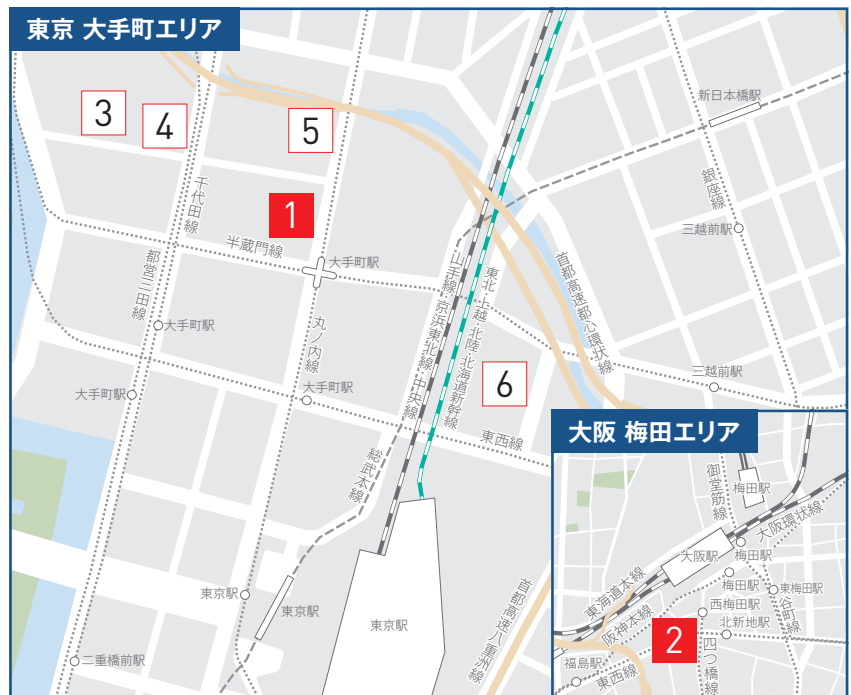 東京 大手町エリア
新日本橋駅
3
4
5
千代田線
銀座線
1
三越前駅
半蔵門線
大手町駅
都営三田線
山手線・京浜東北線・中央線
東北・上越・北陸・北海道新幹線
首都高速都心環状線
大手町駅
丸ノ内線
三越前駅
大手町駅
大手町駅
6
東西線
総武本線
大阪 梅田エリア
御堂筋線
梅田駅
大阪環状線
大阪駅
梅田駅
梅田駅
東梅田駅
東海道本線
西梅田駅
谷町線
阪神本線
北新地駅
2
四つ橋線
福島駅
東西線
東京駅
東京駅
東京駅
首都高速八重洲線
二重橋前駅